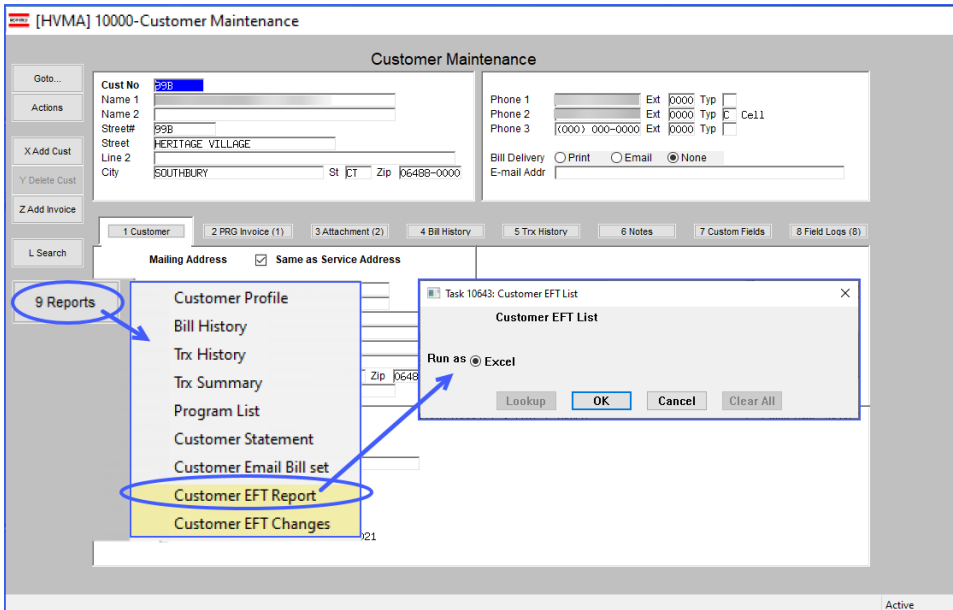 [HVMA] 10000-Customer Maintenance
Customer Maintenance
Goto...
Actions
X Add Cust
Y Delete Cust
Z Add Invoice
L Search
9 Reports
Cust No 99B
Name 1
Name 2
Street# 99B
Street HERITAGE VILLAGE
Line 2
City SOUTHBURY St CT Zip 06488-0000
Phone 1 Ext 0000 Typ
Phone 2 Ext 0000 Typ C Cell
Phone 3 (000) 000-0000 Ext 0000 Typ
Bill Delivery Print Email None
E-mail Addr
1 Customer 2 PRG Invoice (1) 3 Attachment (2) 4 Bill History 5 Trx History 6 Notes 7 Custom Fields 8 Field Logs (8)
Mailing Address Same as Service Address
Customer Profile
Bill History
Trx History
Trx Summary
Program List
Customer Statement
Customer Email Bill set
Customer EFT Report
Customer EFT Changes
Zip 0648
021
Task 10643: Customer EFT List
Customer EFT List
Run as Excel
Lookup OK Cancel Clear All
Active